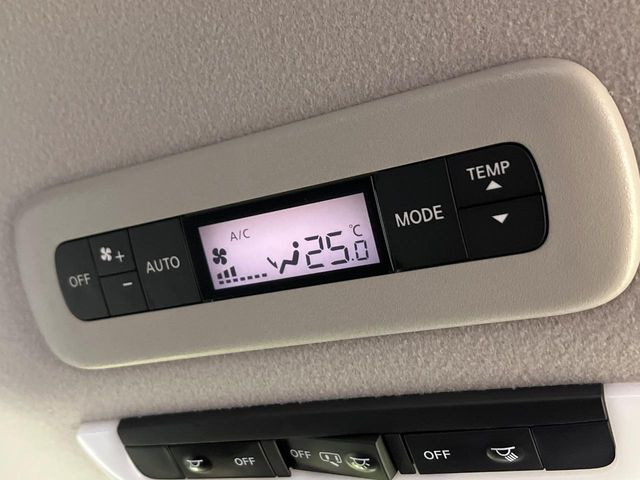 TEMP
MODE
A/C
°C
25.0
AUTO
+
OFF
-
OFF
OFF
OFF